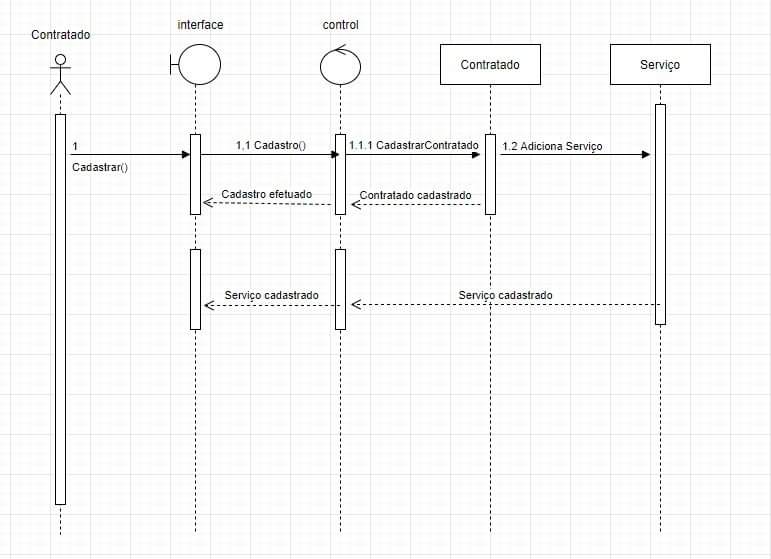 interface
control
Contratado
Contratado
Serviço
1
Cadastrar()
1,1 Cadastro()
1.1.1 CadastrarContratado
1.2 Adiciona Serviço
Cadastro efetuado
Contratado cadastrado
Serviço cadastrado
Serviço cadastrado